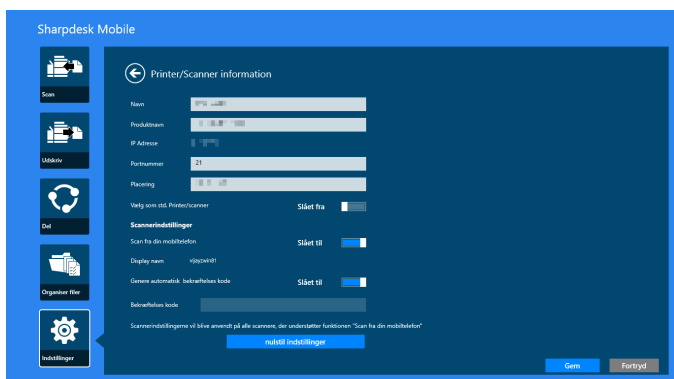 Sharpdesk Mobile
Scan
Udskriv
Del
Organiser filer
Indstillinger
Printer/Scanner information
Navn
Produktnavn
IP Adresse
Portnummer 21
Placering
Vælg som std. Printer/scanner Slået fra
Scannerindstillinger
Scan fra din mobiltelefon Slået til
Display navn vijayzwin81
Genere automatisk bekræftelses kode Slået til
Bekræftelses kode
Scannerindstillingerne vil blive anvendt på alle scannere, der understøtter funktionen "Scan fra din mobiltelefon"
nulstil indstillinger
Gem Fortryd